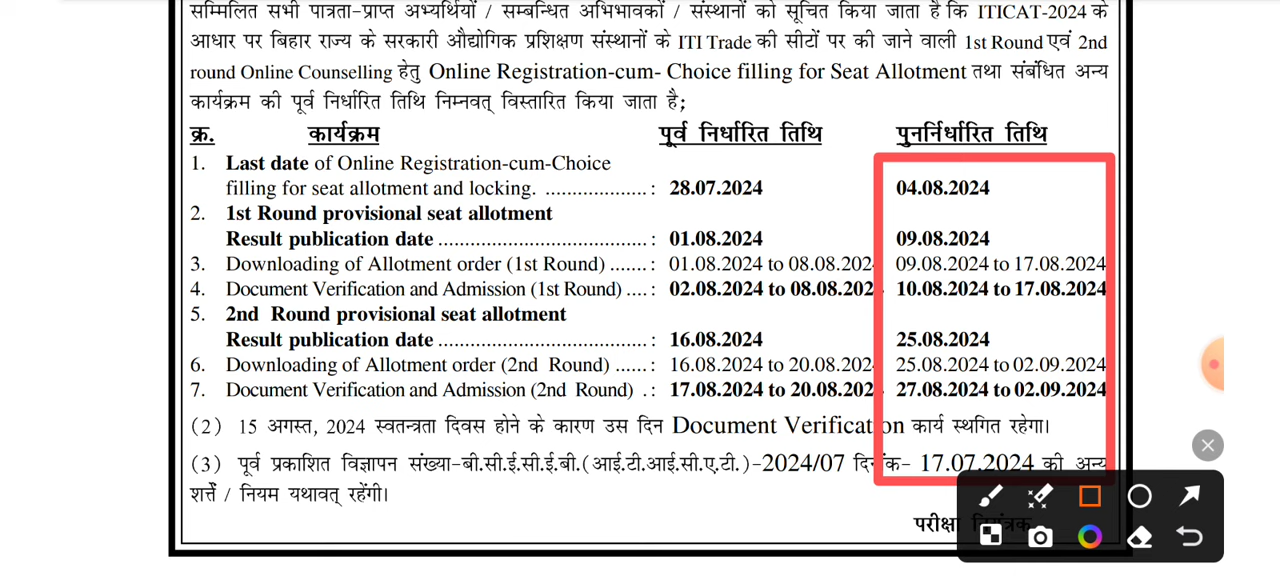 सम्मिलित सभी पात्रता-प्राप्त अभ्यर्थियों / सम्बन्धित अभिभावकों / संस्थानों को सूचित किया जाता है कि ITICAT-2024 के
आधार पर बिहार राज्य के सरकारी औद्योगिक प्रशिक्षण संस्थानों के ITI Trade की सीटों पर की जाने वाली 1st Round एवं 2nd
round Online Counselling हेतु Online Registration-cum- Choice filling for Seat Allotment तथा संबंधित अन्य
कार्यक्रम की पूर्व निर्धारित तिथि निम्नवत् विस्तारित किया जाता है;
क्र. कार्यक्रम पूर्व निर्धारित तिथि पुनर्निर्धारित तिथि
1. Last date of Online Registration-cum-Choice
filling for seat allotment and locking. ................... : 28.07.2024 04.08.2024
2. 1st Round provisional seat allotment
Result publication date ...................................... : 01.08.2024 09.08.2024
3. Downloading of Allotment order (1st Round) ....... : 01.08.2024 to 08.08.202 09.08.2024 to 17.08.2024
4. Document Verification and Admission (1st Round) .... : 02.08.2024 to 08.08.202 10.08.2024 to 17.08.2024
5. 2nd Round provisional seat allotment
Result publication date ...................................... : 16.08.2024 25.08.2024
6. Downloading of Allotment order (2nd Round) ...... : 16.08.2024 to 20.08.202 25.08.2024 to 02.09.2024
7. Document Verification and Admission (2nd Round) . : 17.08.2024 to 20.08.202 27.08.2024 to 02.09.2024
(2) 15 अगस्त, 2024 स्वतन्त्रता दिवस होने के कारण उस दिन Document Verification कार्य स्थगित रहेगा।
(3) पूर्व प्रकाशित विज्ञापन संख्या-बी.सी.ई.सी.ई.बी.(आई.टी.आई.सी.ए.टी.)-2024/07 दिनांक- 17.07.2024 की अन्य
शर्त्तें / नियम यथावत् रहेंगी।
परीक्षा